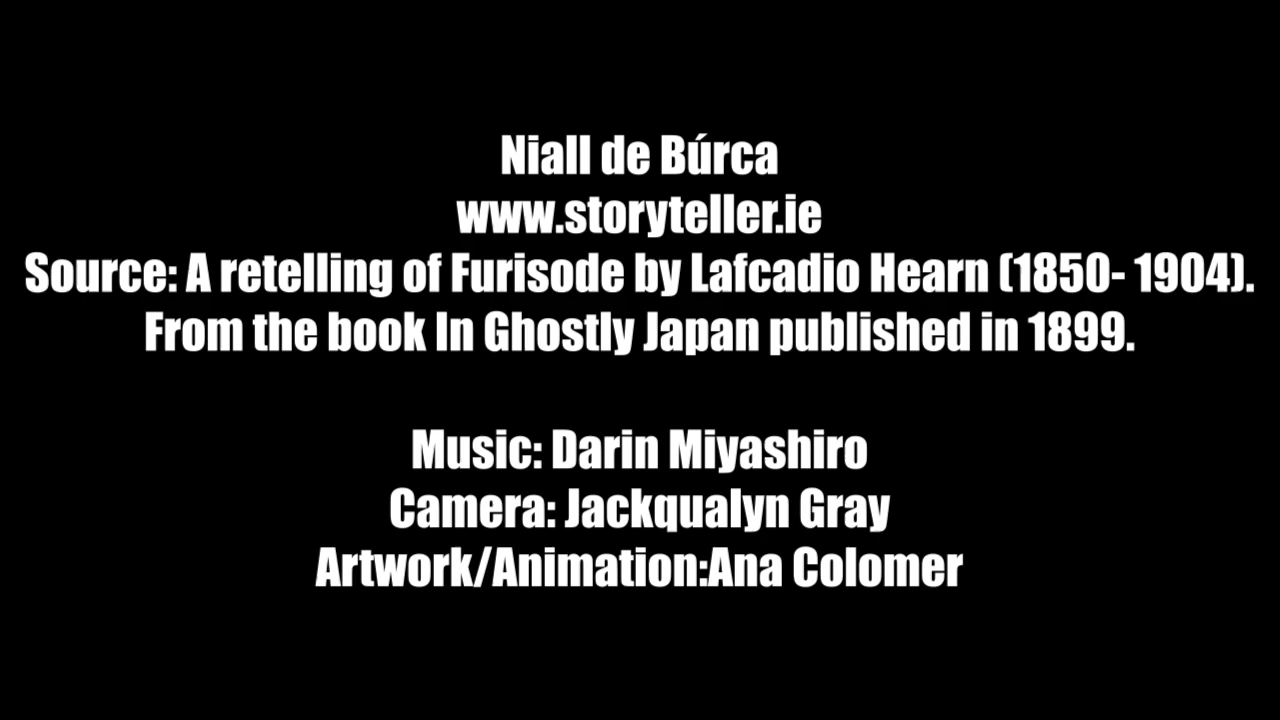 Niall de Búrca
www.storyteller.ie
Source: A retelling of Furisode by Lafcadio Hearn (1850- 1904).
From the book In Ghostly Japan published in 1899.
Music: Darin Miyashiro
Camera: Jackqualyn Gray
Artwork/Animation:Ana Colomer